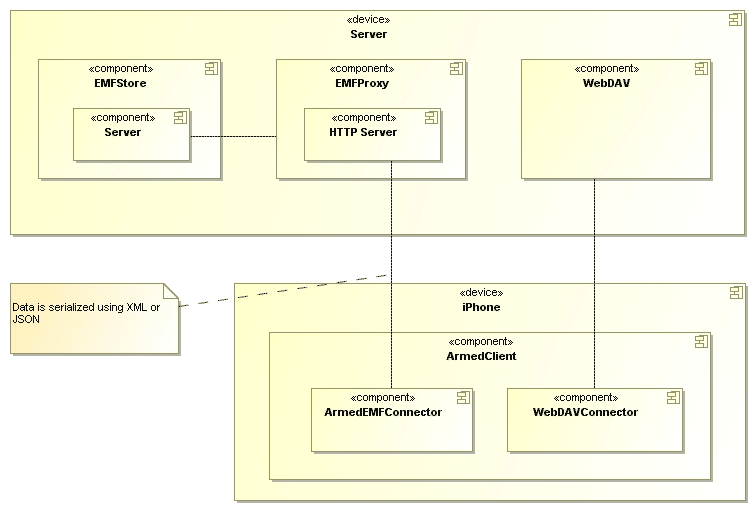 «device»
Server
«component»
EMFStore
«component»
Server
«component»
EMFProxy
«component»
HTTP Server
«component»
WebDAV
Data is serialized using XML or
JSON
«device»
iPhone
«component»
ArmedClient
«component»
ArmedEMFConnector
«component»
WebDAVConnector